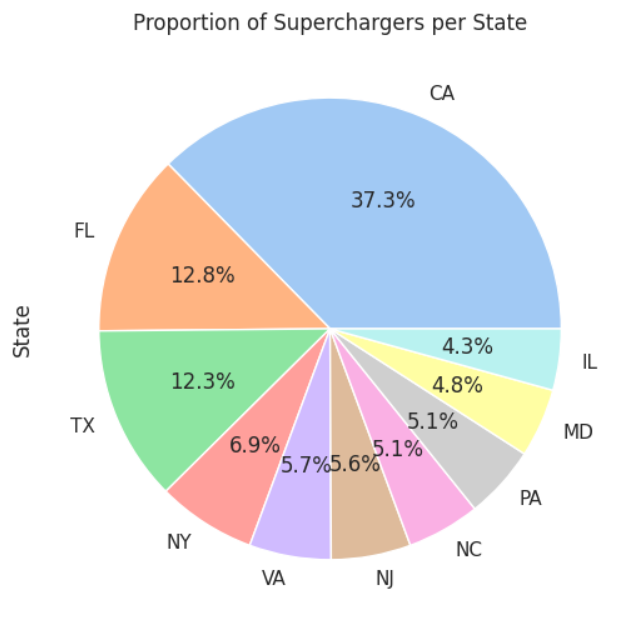 Proportion of Superchargers per State
CA
37.3%
FL
12.8%
State
TX
12.3%
NY
6.9%
VA
5.7%
NJ
5.6%
NC
5.1%
PA
5.1%
MD
4.8%
IL
4.3%